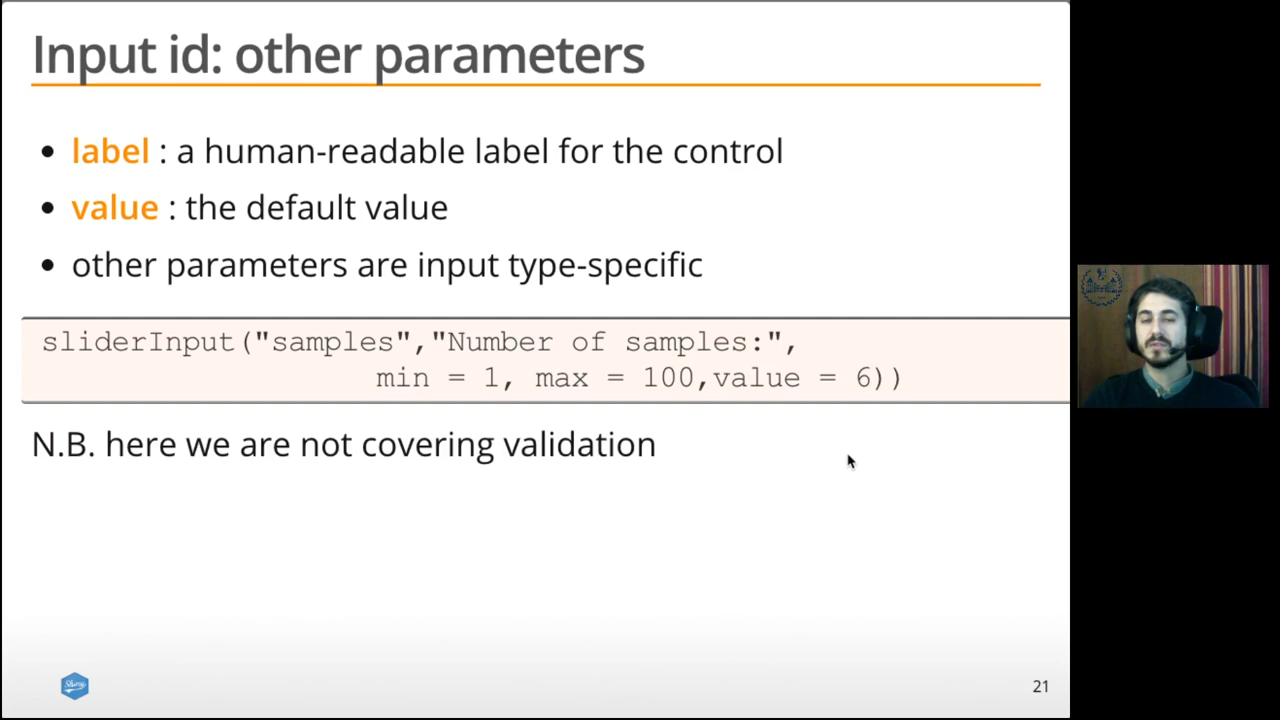 Input id: other parameters
• label : a human-readable label for the control
• value : the default value
• other parameters are input type-specific
sliderInput("samples","Number of samples:",
min = 1, max = 100,value = 6))
N.B. here we are not covering validation
Shiny
21